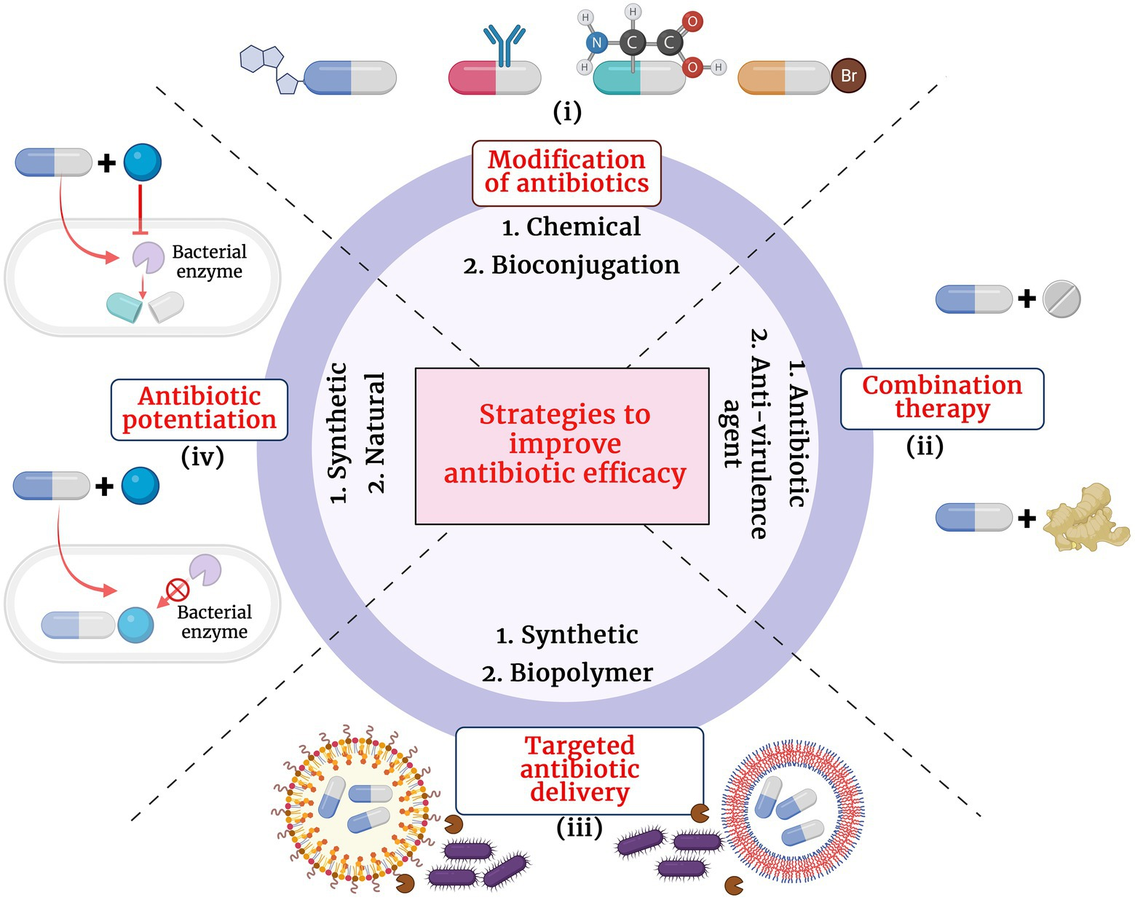 H
H
O
N
C
C
H
O
H
Br
(i)
Modification
of antibiotics
1. Chemical
2. Bioconjugation
Bacterial
enzyme
Antibiotic
potentiation
(iv)
1. Synthetic
2. Natural
Strategies to
improve
antibiotic efficacy
1. Antibiotic
2. Anti-virulence
agent
Combination
therapy
(ii)
Bacterial
enzyme
1. Synthetic
2. Biopolymer
Targeted
antibiotic
delivery
(iii)